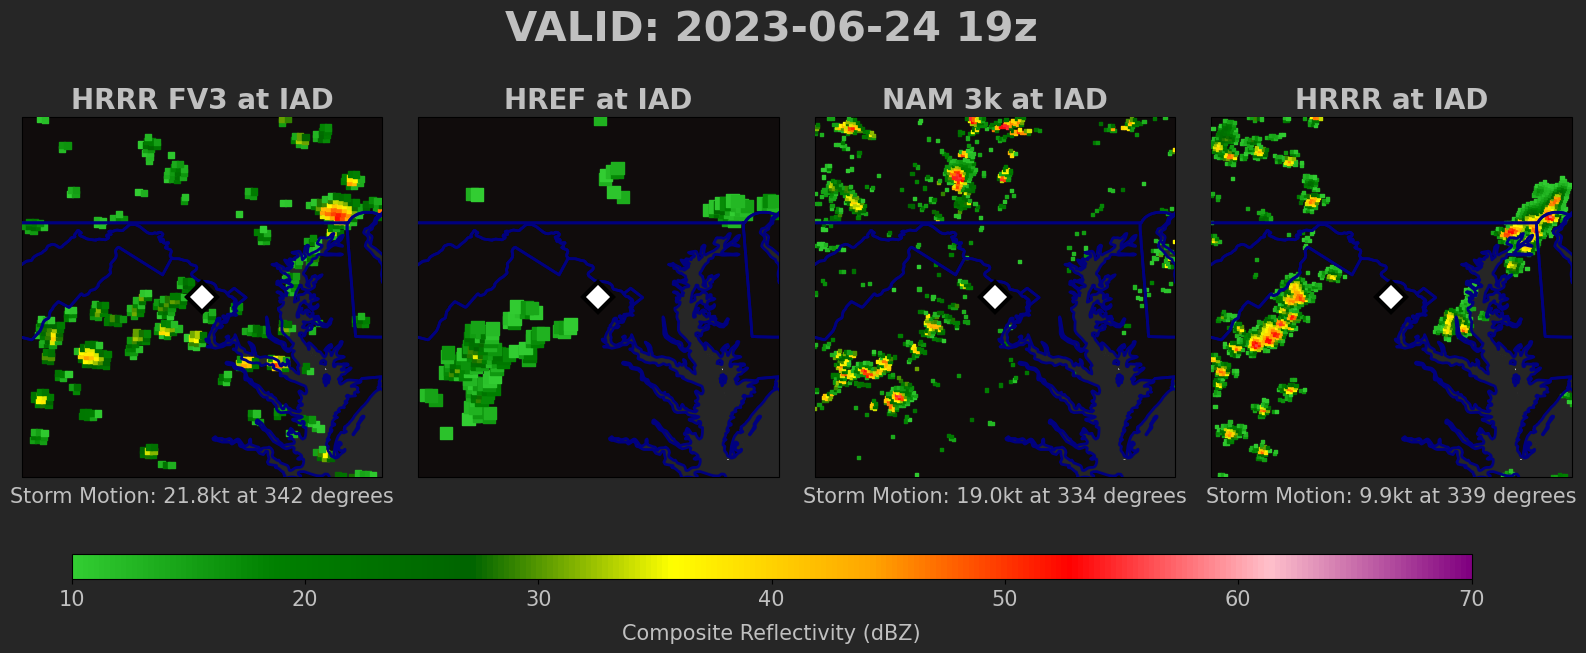 VALID: 2023-06-24 19z
HRRR FV3 at IAD
HREF at IAD
NAM 3k at IAD
HRRR at IAD
Storm Motion: 21.8kt at 342 degrees
Storm Motion: 19.0kt at 334 degrees
Storm Motion: 9.9kt at 339 degrees
10 20 30 40 50 60 70
Composite Reflectivity (dBZ)